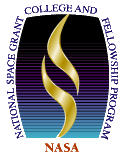 NATIONAL SPACE GRANT
COLLEGE AND
FELLOWSHIP PROGRAM
NASA